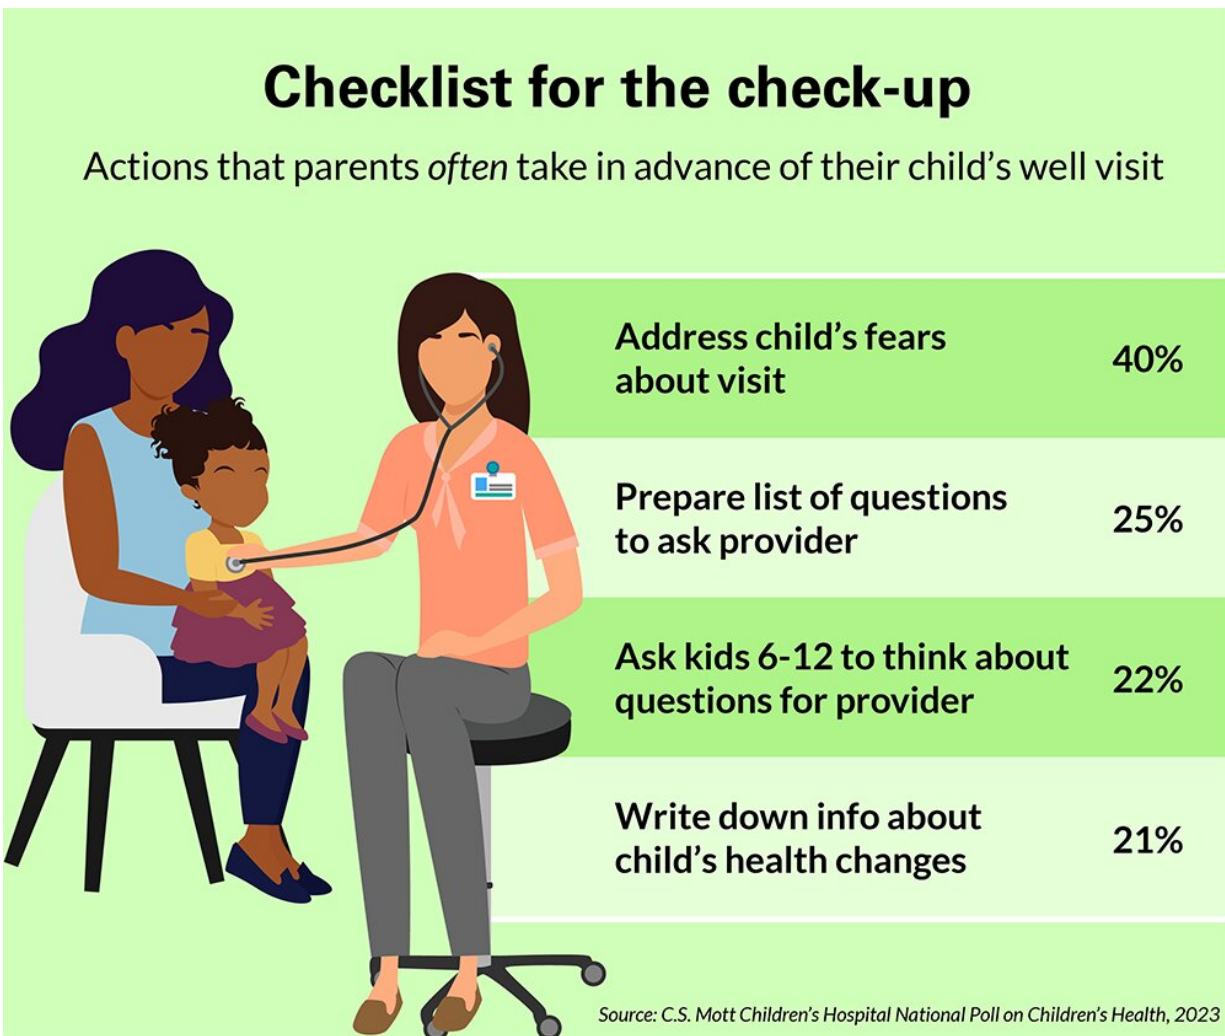 Checklist for the check-up
Actions that parents often take in advance of their child's well visit
Address child's fears
about visit
40%
Prepare list of questions
to ask provider
25%
Ask kids 6-12 to think about
questions for provider
22%
Write down info about
child's health changes
21%
Source: C.S. Mott Children's Hospital National Poll on Children's Health, 2023